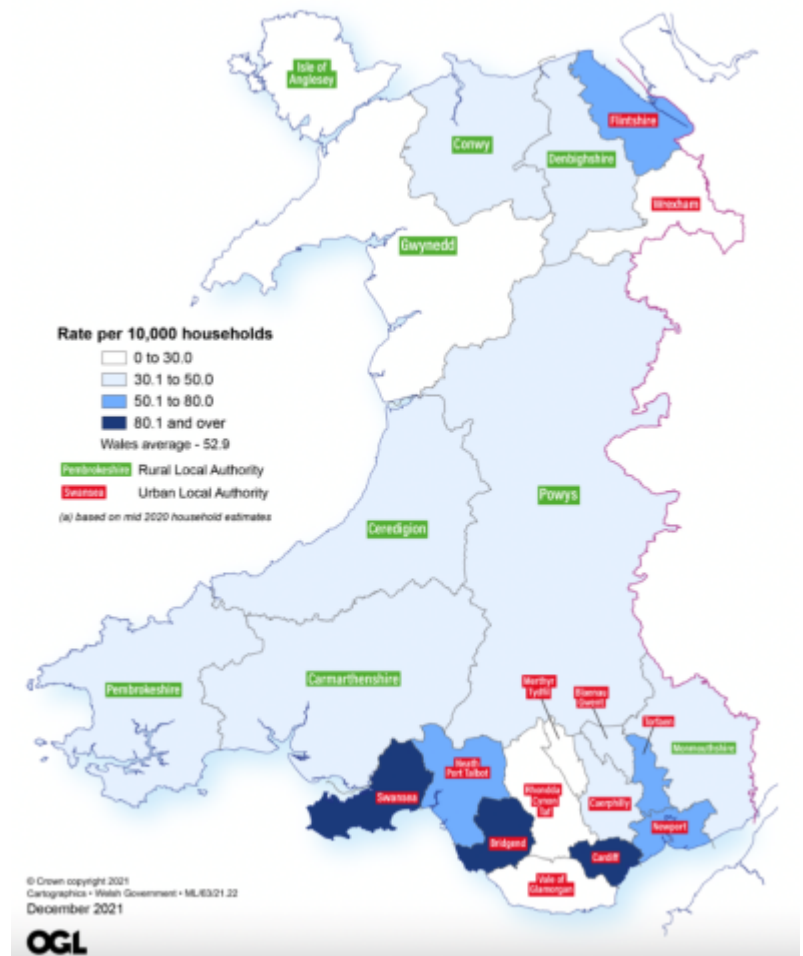 Isle of
Anglesey
Flintshire
Conwy
Denbighshire
Wrexham
Gwynedd
Rate per 10,000 households
0 to 30.0
30.1 to 50.0
50.1 to 80.0
80.1 and over
Wales average - 52.9
Pembrokeshire Rural Local Authority
Swansea Urban Local Authority
(a) based on mid 2020 household estimates
Powys
Ceredigion
Pembrokeshire
Carmarthenshire
Merthyr
Tydfil
Blaenau
Gwent
Torfaen
Monmouthshire
Neath
Port Talbot
Swansea
Rhondda
Cynon
Taf
Caerphilly
Newport
Bridgend
Cardiff
Vale of
Glamorgan
© Crown copyright 2021
Cartographics • Welsh Government • ML/63/21.22
December 2021
OGL